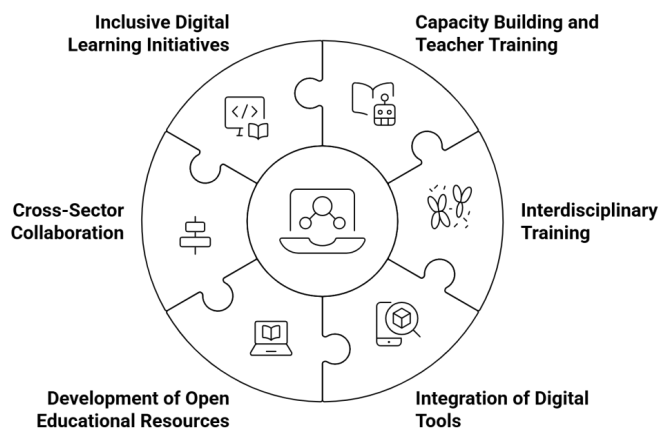 Inclusive Digital
Learning Initiatives
Capacity Building and
Teacher Training
Cross-Sector
Collaboration
Interdisciplinary
Training
Development of Open
Educational Resources
Integration of Digital
Tools